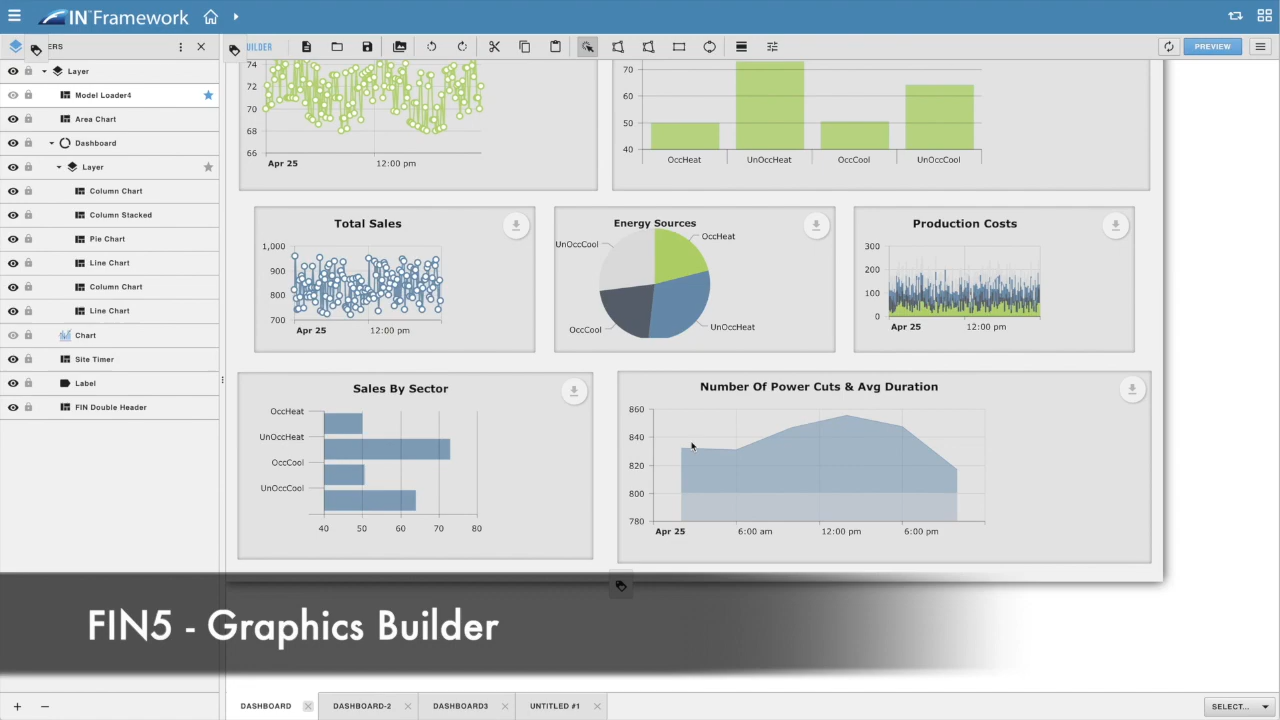 IN Framework
ERS
Layer
Model Loader4
Area Chart
Dashboard
Layer
Column Chart
Column Stacked
Pie Chart
Line Chart
Column Chart
Line Chart
Chart
Site Timer
Label
FIN Double Header
UILDER
PREVIEW
74
72
70
68
66
Apr 25
12:00 pm
70
60
50
40
OccHeat
UnOccHeat
OccCool
UnOccCool
Total Sales
1,000
900
800
700
Apr 25
12:00 pm
Energy Sources
UnOccCool
OccHeat
OccCool
UnOccHeat
Production Costs
300
200
100
0
Apr 25
12:00 pm
Sales By Sector
OccHeat
UnOccHeat
OccCool
UnOccCool
40 50 60 70 80
Number Of Power Cuts & Avg Duration
860
840
820
800
780
Apr 25
6:00 am
12:00 pm
6:00 pm
FIN5 - Graphics Builder
DASHBOARD
DASHBOARD-2
DASHBOARD3
UNTITLED #1
SELECT...